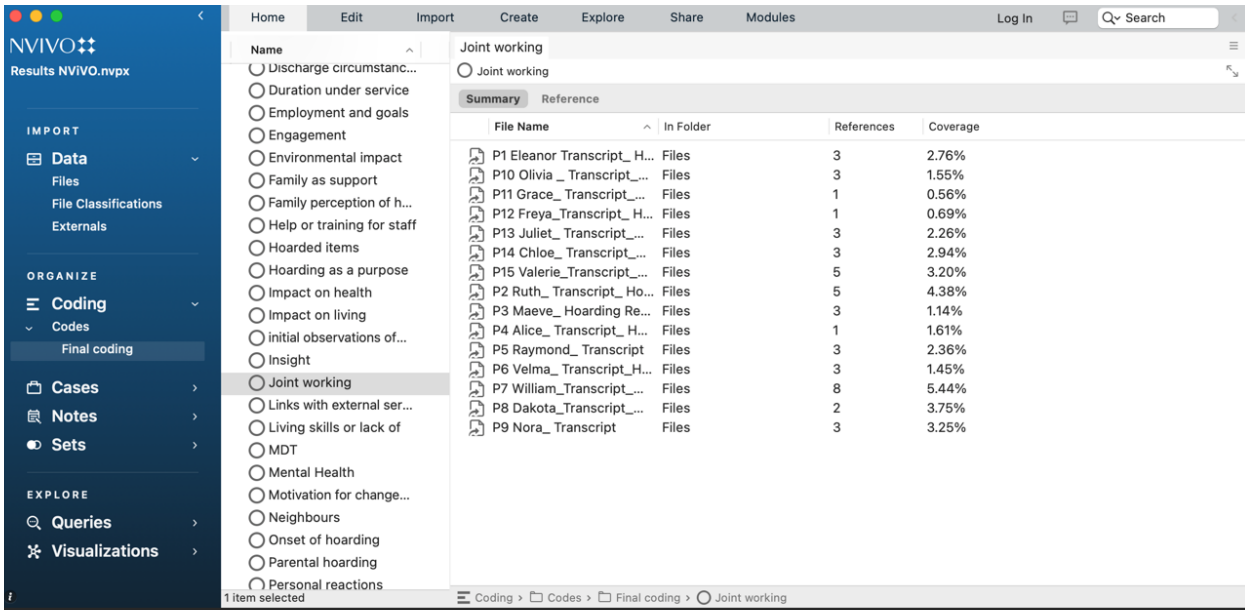 Home Edit Import Create Explore Share Modules Log In Search
NVIVO
Results NViVO.nvpx
IMPORT
Data
Files
File Classifications
Externals
ORGANIZE
Coding
Codes
Final coding
Cases
Notes
Sets
EXPLORE
Queries
Visualizations
Name
Discharge circumstanc...
Duration under service
Employment and goals
Engagement
Environmental impact
Family as support
Family perception of h...
Help or training for staff
Hoarded items
Hoarding as a purpose
Impact on health
Impact on living
initial observations of...
Insight
Joint working
Links with external ser...
Living skills or lack of
MDT
Mental Health
Motivation for change...
Neighbours
Onset of hoarding
Parental hoarding
Personal reactions
1 item selected
Joint working
Joint working
Summary Reference
File Name In Folder References Coverage
P1 Eleanor Transcript_ H... Files 3 2.76%
P10 Olivia _ Transcript_... Files 3 1.55%
P11 Grace_ Transcript_... Files 1 0.56%
P12 Freya_Transcript_ H... Files 1 0.69%
P13 Juliet_ Transcript_... Files 3 2.26%
P14 Chloe_ Transcript_... Files 3 2.94%
P15 Valerie_Transcript_... Files 5 3.20%
P2 Ruth_ Transcript_ Ho... Files 5 4.38%
P3 Maeve_ Hoarding Re... Files 3 1.14%
P4 Alice_ Transcript_ H... Files 1 1.61%
P5 Raymond_ Transcript Files 3 2.36%
P6 Velma_ Transcript_H... Files 3 1.45%
P7 William_Transcript_... Files 8 5.44%
P8 Dakota_Transcript_... Files 2 3.75%
P9 Nora_ Transcript Files 3 3.25%
Coding > Codes > Final coding > Joint working